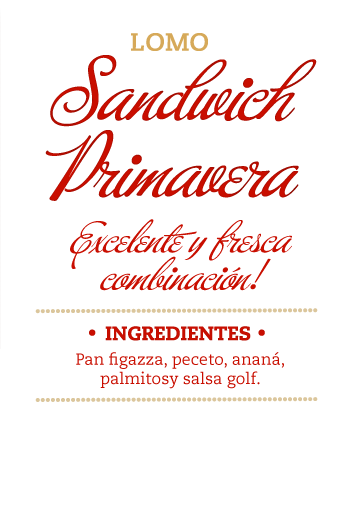 LOMO
Sandwich
Primavera
Excelente y fresca
combinación!
• INGREDIENTES •
Pan figazza, peceto, ananá,
palmitosy salsa golf.